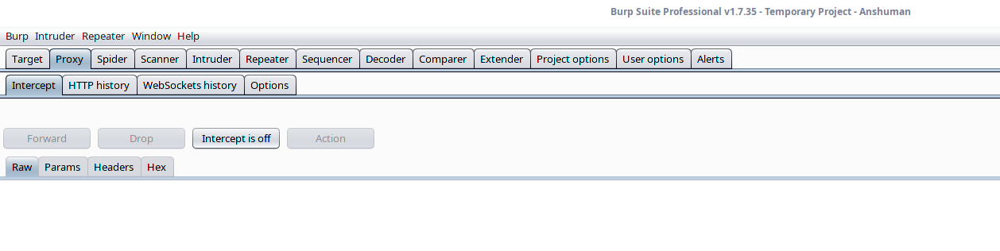 Burp Suite Professional v1.7.35 - Temporary Project - Anshuman
Burp Intruder Repeater Window Help
Target Proxy Spider Scanner Intruder Repeater Sequencer Decoder Comparer Extender Project options User options Alerts
Intercept HTTP history WebSockets history Options
Forward Drop Intercept is off Action
Raw Params Headers Hex